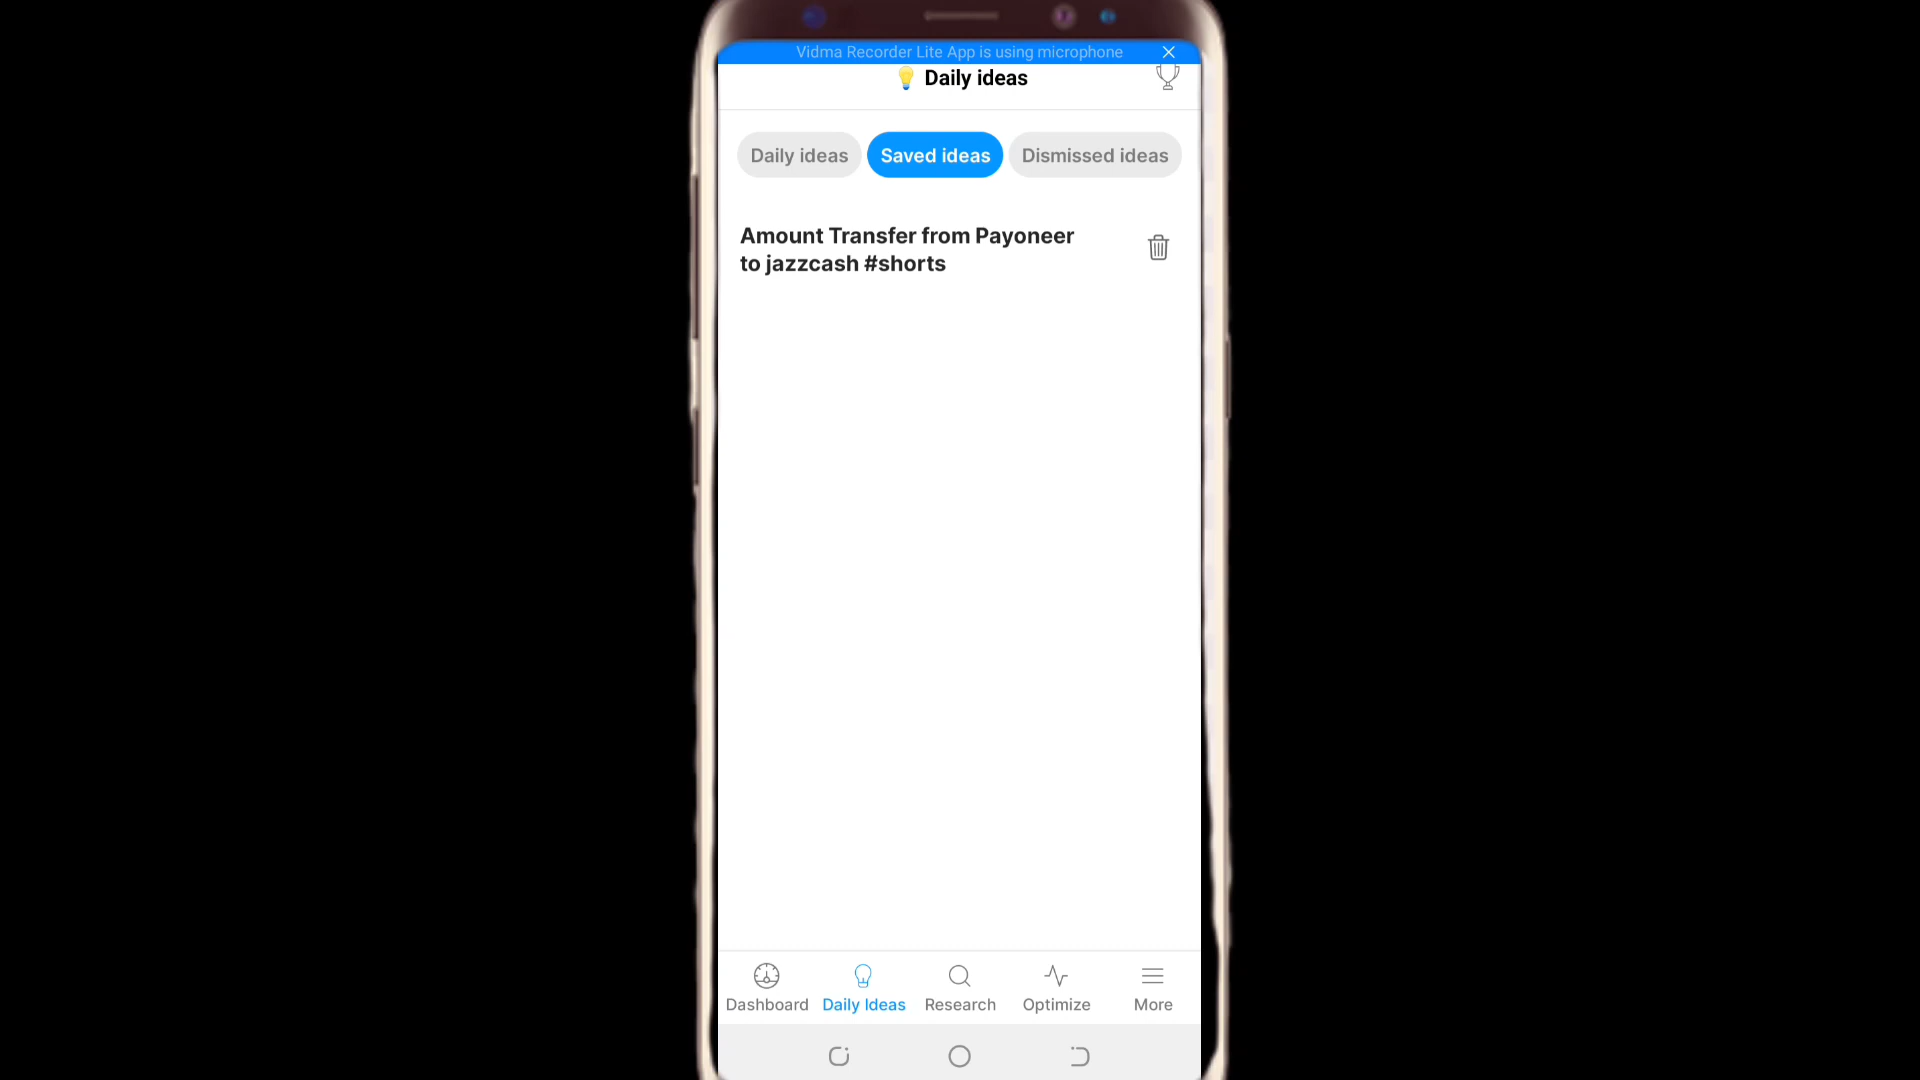 Vidma Recorder Lite App is using microphone
Daily ideas
Daily ideas
Saved ideas
Dismissed ideas
Amount Transfer from Payoneer
to jazzcash #shorts
Dashboard
Daily Ideas
Research
Optimize
More